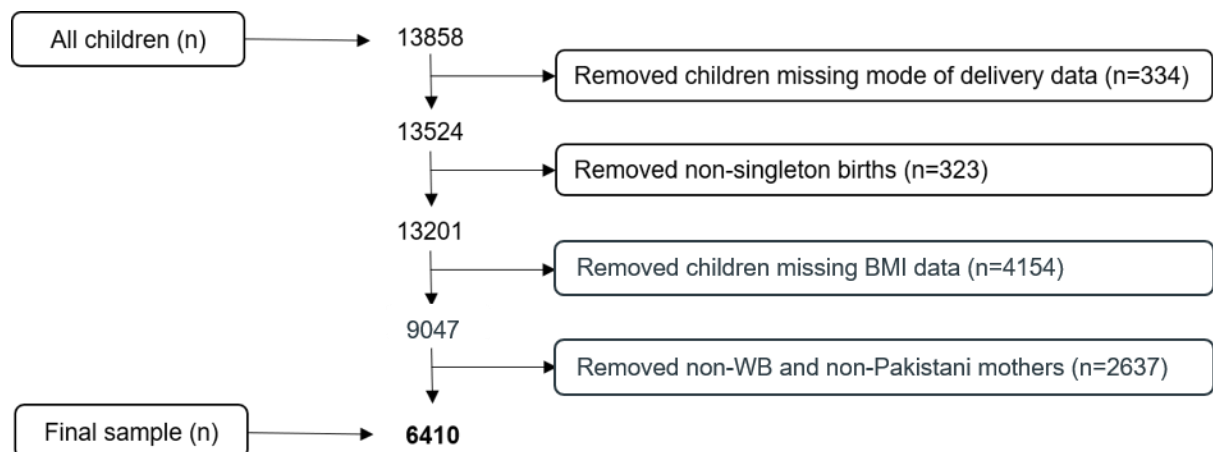 All children (n)
13858
Removed children missing mode of delivery data (n=334)
13524
Removed non-singleton births (n=323)
13201
Removed children missing BMI data (n=4154)
9047
Removed non-WB and non-Pakistani mothers (n=2637)
Final sample (n)
6410